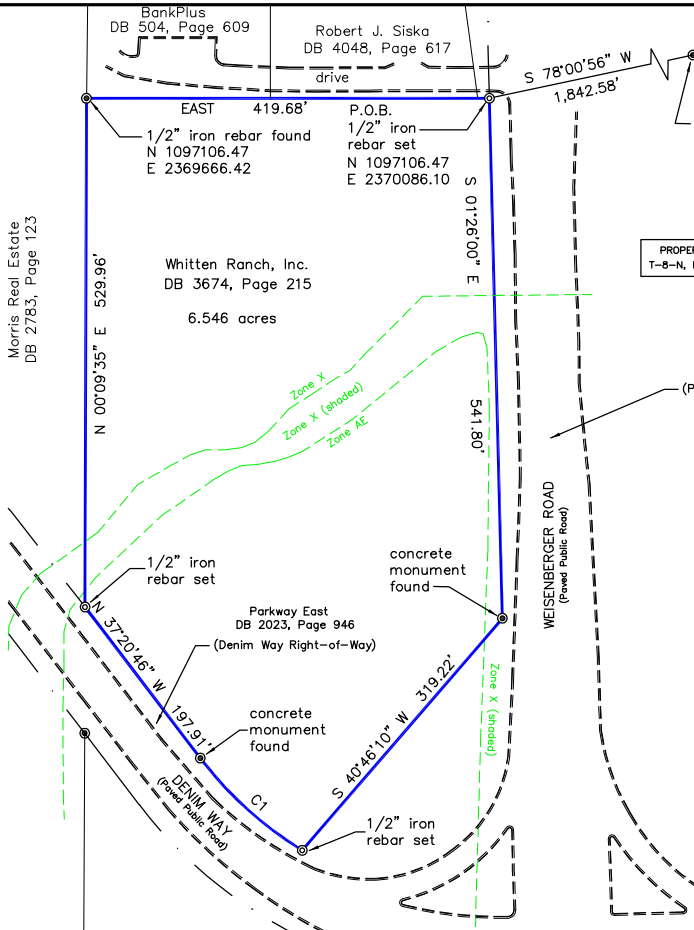 BankPlus
DB 504, Page 609
Robert J. Siska
DB 4048, Page 617
drive
S 78°00'56" W
1,842.58'
EAST 419.68'
P.O.B.
1/2" iron rebar found
N 1097106.47
E 2369666.42
1/2" iron
rebar set
N 1097106.47
E 2370086.10
S 01°26'00" E
541.80'
Morris Real Estate
DB 2783, Page 123
N 00°09'35" E 529.96'
Whitten Ranch, Inc.
DB 3674, Page 215
6.546 acres
T-8-N,
Zone X
Zone X (shaded)
Zone AE
(P
WEISENBERGER ROAD
(Paved Public Road)
1/2" iron
rebar set
concrete
monument
found
Parkway East
DB 2023, Page 946
(Denim Way Right-of-Way)
N 37°20'46" W 197.91'
concrete
monument
found
S 40°46'10" W 319.22'
Zone X (shaded)
C1
DENIM WAY
(Paved Public Road)
1/2" iron
rebar set